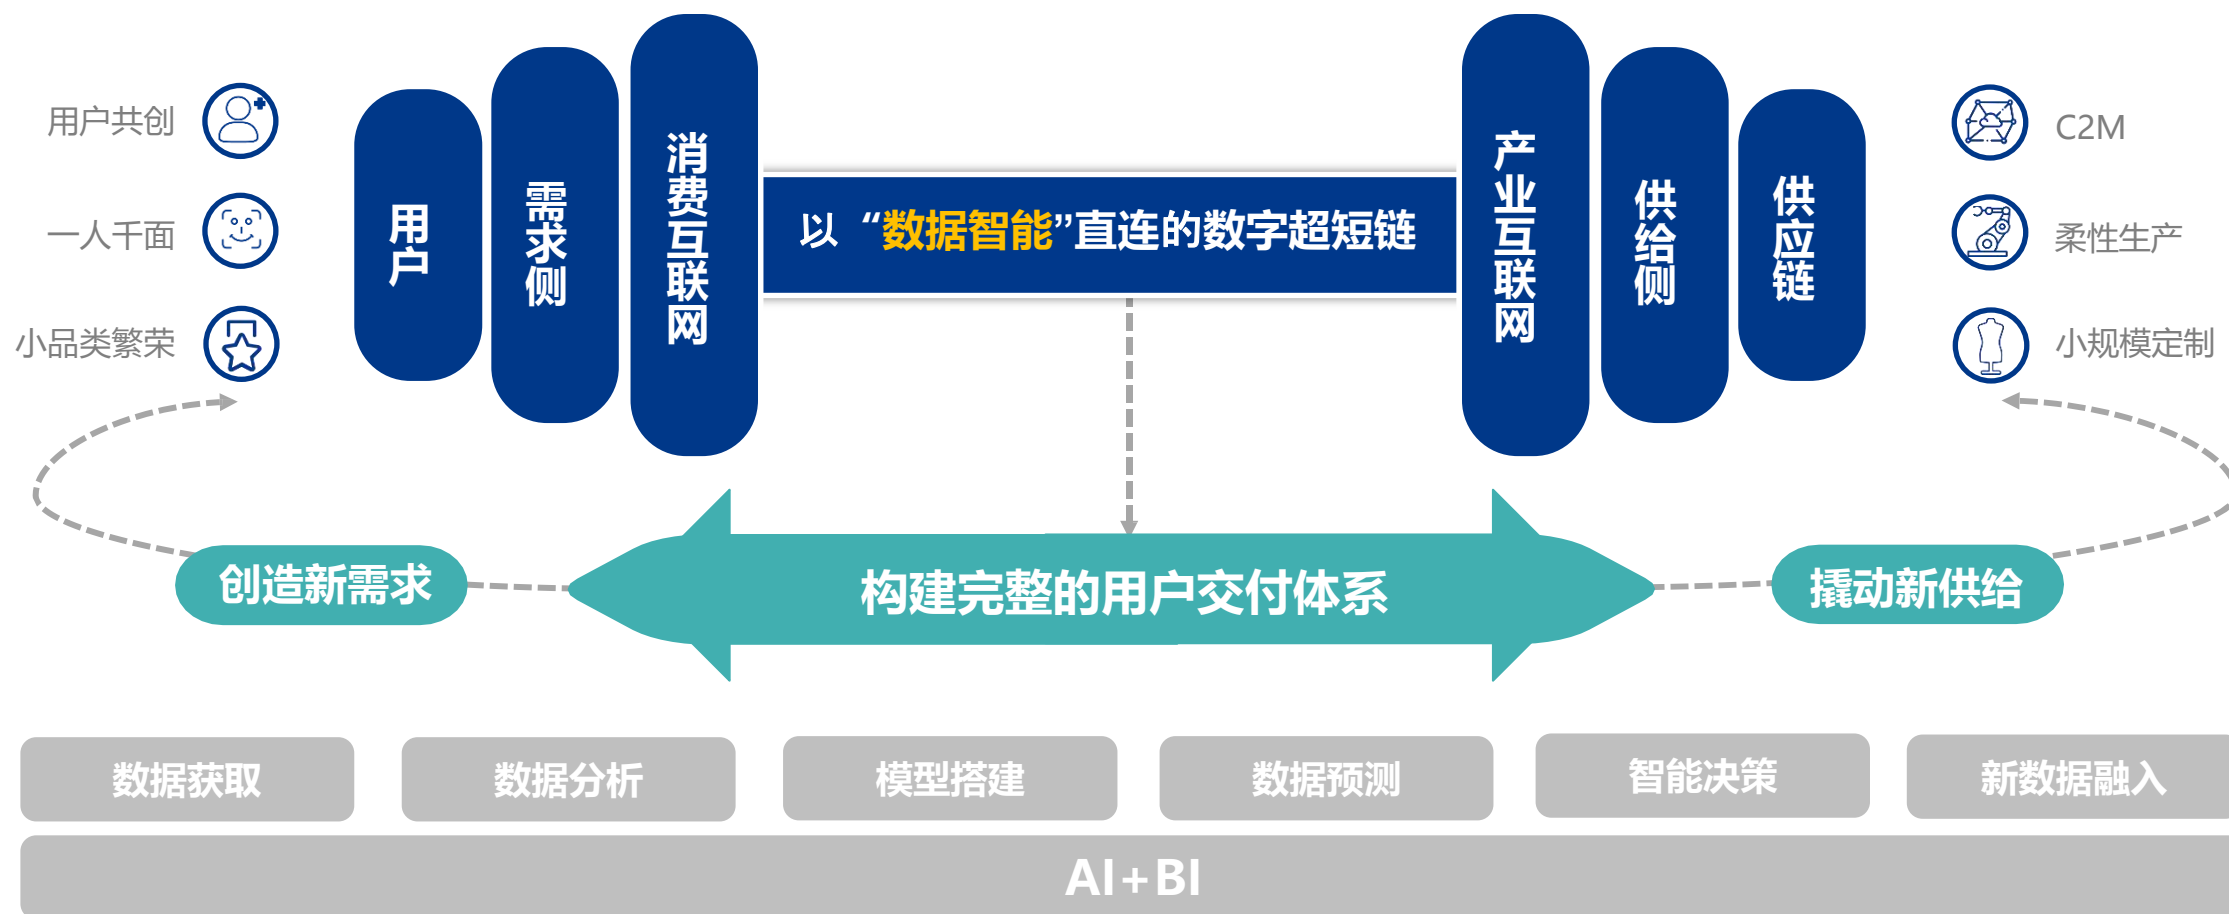 用户共创
一人千面
小品类繁荣
用户
需求侧
消费互联网
以 “数据智能”直连的数字超短链
产业互联网
供给侧
供应链
C2M
柔性生产
小规模定制
创造新需求
构建完整的用户交付体系
撬动新供给
数据获取
数据分析
模型搭建
数据预测
智能决策
新数据融入
AI+BI